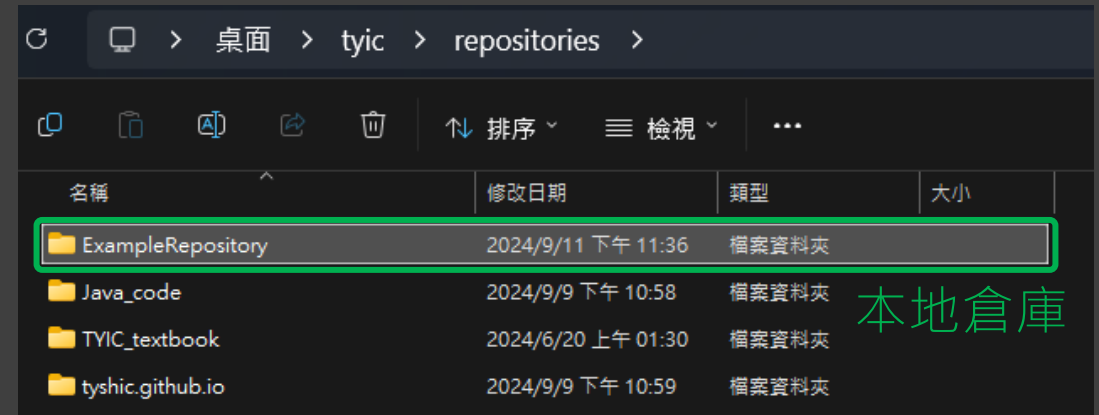 桌面 > tyic > repositories >
排序 檢視 ...
名稱 修改日期 類型 大小
ExampleRepository 2024/9/11 下午 11:36 檔案資料夾
Java_code 2024/9/9 下午 10:58 檔案資料夾
本地倉庫
TYIC_textbook 2024/6/20 上午 01:30 檔案資料夾
tyshic.github.io 2024/9/9 下午 10:59 檔案資料夾